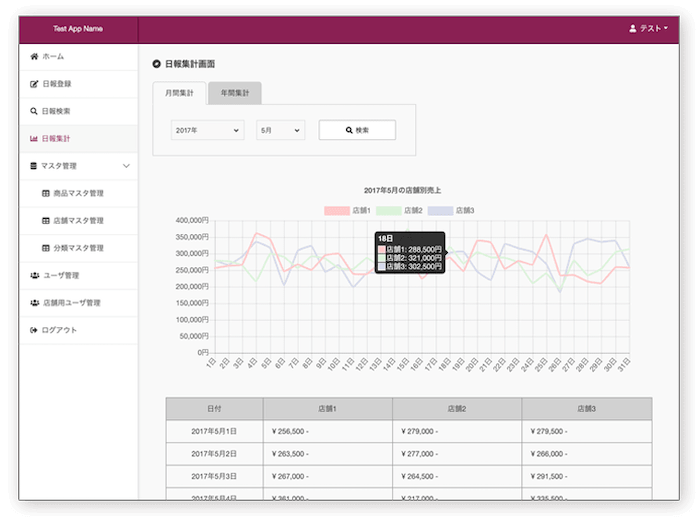 Test App Name
テスト
ホーム
日報登録
日報検索
日報集計
マスタ管理
商品マスタ管理
店舗マスタ管理
分類マスタ管理
ユーザ管理
店舗用ユーザ管理
ログアウト
日報集計画面
月間集計 年間集計
2017年 5月 検索
2017年5月の店舗別売上
店舗1 店舗2 店舗3
400,000円
350,000円
300,000円
250,000円
200,000円
150,000円
100,000円
50,000円
0円
18日
店舗1: 288,500円
店舗2: 321,000円
店舗3: 302,500円
1日 2日 3日 4日 5日 6日 7日 8日 9日 10日 11日 12日 13日 14日 15日 16日 17日 18日 19日 20日 21日 22日 23日 24日 25日 26日 27日 28日 29日 30日 31日
日付 店舗1 店舗2 店舗3
2017年5月1日 ¥ 256,500 - ¥ 279,000 - ¥ 279,500 -
2017年5月2日 ¥ 263,500 - ¥ 277,000 - ¥ 266,000 -
2017年5月3日 ¥ 267,000 - ¥ 264,500 - ¥ 291,500 -
2017年5月4日 ¥ 361,000 - ¥ 217,000 - ¥ 335,500 -